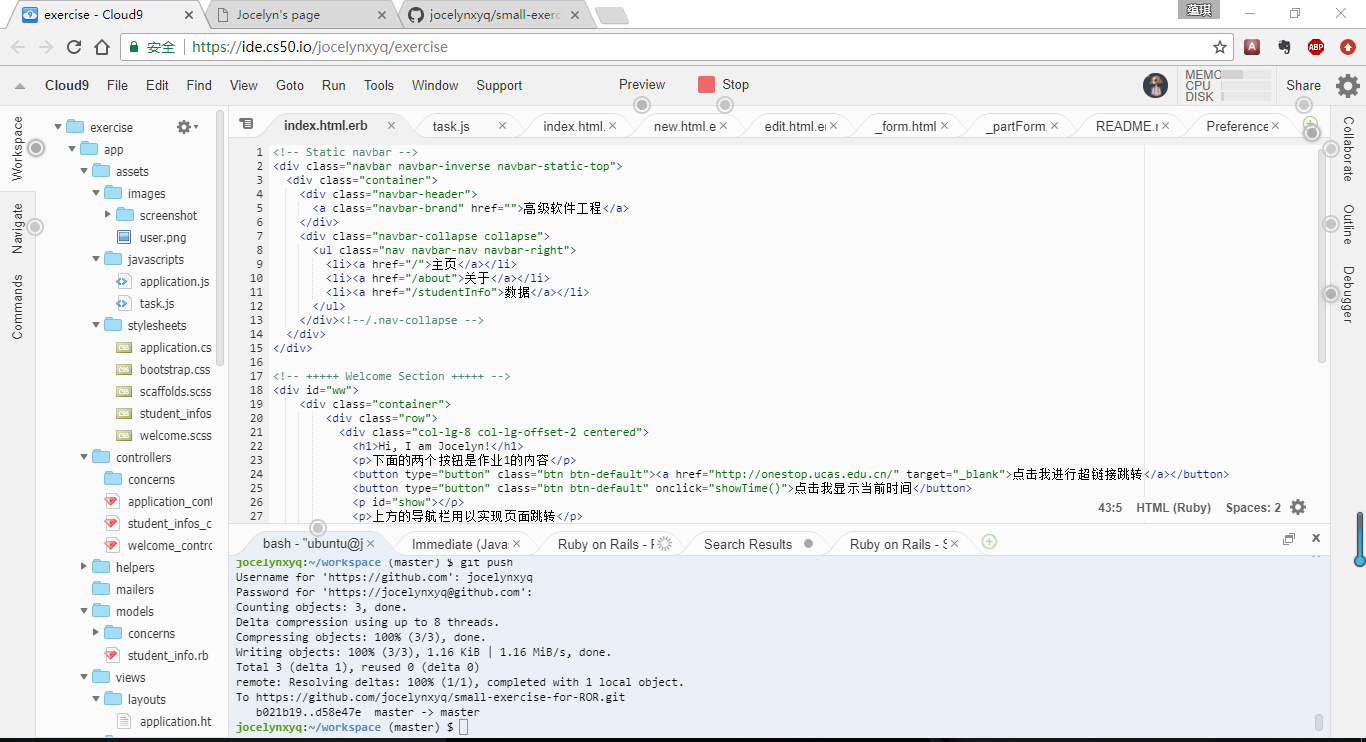 exercise - Cloud9
Jocelyn's page
jocelynxyq/small-exerc
蕴琪
安全 https://ide.cs50.io/jocelynxyq/exercise
A
ABP
Cloud9 File Edit Find View Goto Run Tools Window Support Preview Stop
MEMO
CPU
DISK
Share
Workspace
Navigate
Commands
exercise
app
assets
images
screenshot
user.png
javascripts
application.js
task.js
stylesheets
application.cs
bootstrap.css
scaffolds.scss
student_infos
welcome.scss
controllers
concerns
application_cont
student_infos_c
welcome_contro
helpers
mailers
models
concerns
student_info.rb
views
layouts
application.ht
index.html.erb task.js index.html. new.html.e edit.html.er _form.html _partForm. README.r Preference
1 <!-- Static navbar -->
2 <div class="navbar navbar-inverse navbar-static-top">
3 <div class="container">
4 <div class="navbar-header">
5 <a class="navbar-brand" href="">高级软件工程</a>
6 </div>
7 <div class="navbar-collapse collapse">
8 <ul class="nav navbar-nav navbar-right">
9 <li><a href="/">主页</a></li>
10 <li><a href="/about">关于</a></li>
11 <li><a href="/studentInfo">数据</a></li>
12 </ul>
13 </div><!--/.nav-collapse -->
14 </div>
15 </div>
16
17 <!-- +++++ Welcome Section +++++ -->
18 <div id="ww">
19 <div class="container">
20 <div class="row">
21 <div class="col-lg-8 col-lg-offset-2 centered">
22 <h1>Hi, I am Jocelyn!</h1>
23 <p>下面的两个按钮是作业1的内容</p>
24 <button type="button" class="btn btn-default"><a href="http://onestop.ucas.edu.cn/" target="_blank">点击我进行超链接跳转</a></button>
25 <button type="button" class="btn btn-default" onclick="showTime()">点击我显示当前时间</button>
26 <p id="show"></p>
27 <p>上方的导航栏用以实现页面跳转</p>
43:5 HTML (Ruby) Spaces: 2
Collaborate
Outline
Debugger
bash - "ubuntu@j Immediate (Java Ruby on Rails - F Search Results Ruby on Rails - S
jocelynxyq:~/workspace (master) $ git push
Username for 'https://github.com': jocelynxyq
Password for 'https://jocelynxyq@github.com':
Counting objects: 3, done.
Delta compression using up to 8 threads.
Compressing objects: 100% (3/3), done.
Writing objects: 100% (3/3), 1.16 KiB | 1.16 MiB/s, done.
Total 3 (delta 1), reused 0 (delta 0)
remote: Resolving deltas: 100% (1/1), completed with 1 local object.
To https://github.com/jocelynxyq/small-exercise-for-ROR.git
b021b19..d58e47e master -> master
jocelynxyq:~/workspace (master) $